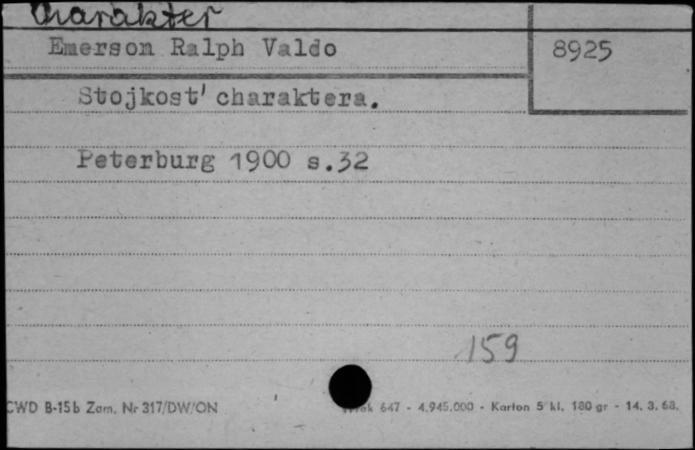 Charakter
Emerson Ralph Valdo
8925
Stojkost' charaktera.
Peterburg 1900 s.32
159
CWD B-15b Zam. Nr 317/DW/ON
647 - 4.945.000 - Karton 5 kl. 180 gr - 14. 3. 68.